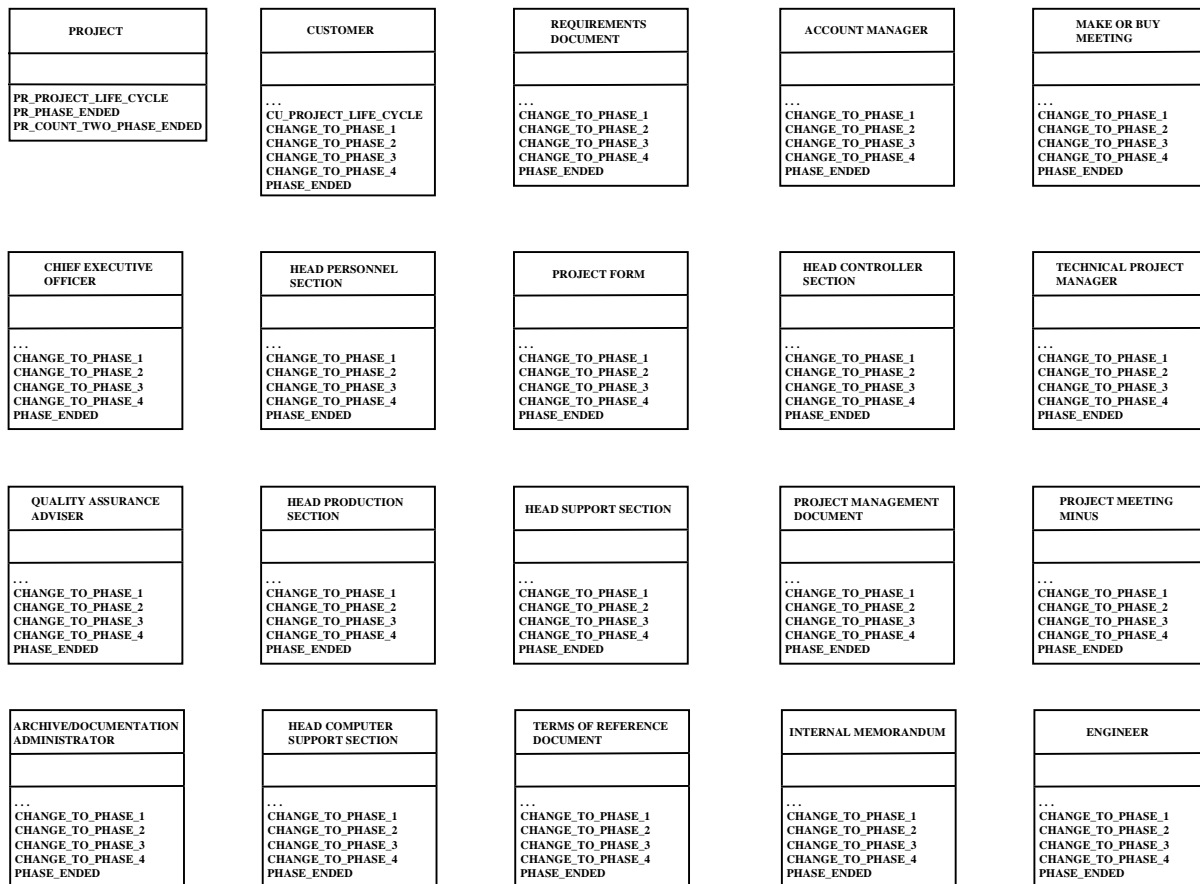 PROJECT
PR_PROJECT_LIFE_CYCLE
PR_PHASE_ENDED
PR_COUNT_TWO_PHASE_ENDED
CUSTOMER
. . .
CU_PROJECT_LIFE_CYCLE
CHANGE_TO_PHASE_1
CHANGE_TO_PHASE_2
CHANGE_TO_PHASE_3
CHANGE_TO_PHASE_4
PHASE_ENDED
REQUIREMENTS
DOCUMENT
. . .
CHANGE_TO_PHASE_1
CHANGE_TO_PHASE_2
CHANGE_TO_PHASE_3
CHANGE_TO_PHASE_4
PHASE_ENDED
ACCOUNT MANAGER
. . .
CHANGE_TO_PHASE_1
CHANGE_TO_PHASE_2
CHANGE_TO_PHASE_3
CHANGE_TO_PHASE_4
PHASE_ENDED
MAKE OR BUY
MEETING
. . .
CHANGE_TO_PHASE_1
CHANGE_TO_PHASE_2
CHANGE_TO_PHASE_3
CHANGE_TO_PHASE_4
PHASE_ENDED
CHIEF EXECUTIVE
OFFICER
. . .
CHANGE_TO_PHASE_1
CHANGE_TO_PHASE_2
CHANGE_TO_PHASE_3
CHANGE_TO_PHASE_4
PHASE_ENDED
HEAD PERSONNEL
SECTION
. . .
CHANGE_TO_PHASE_1
CHANGE_TO_PHASE_2
CHANGE_TO_PHASE_3
CHANGE_TO_PHASE_4
PHASE_ENDED
PROJECT FORM
. . .
CHANGE_TO_PHASE_1
CHANGE_TO_PHASE_2
CHANGE_TO_PHASE_3
CHANGE_TO_PHASE_4
PHASE_ENDED
HEAD CONTROLLER
SECTION
. . .
CHANGE_TO_PHASE_1
CHANGE_TO_PHASE_2
CHANGE_TO_PHASE_3
CHANGE_TO_PHASE_4
PHASE_ENDED
TECHNICAL PROJECT
MANAGER
. . .
CHANGE_TO_PHASE_1
CHANGE_TO_PHASE_2
CHANGE_TO_PHASE_3
CHANGE_TO_PHASE_4
PHASE_ENDED
QUALITY ASSURANCE
ADVISER
. . .
CHANGE_TO_PHASE_1
CHANGE_TO_PHASE_2
CHANGE_TO_PHASE_3
CHANGE_TO_PHASE_4
PHASE_ENDED
HEAD PRODUCTION
SECTION
. . .
CHANGE_TO_PHASE_1
CHANGE_TO_PHASE_2
CHANGE_TO_PHASE_3
CHANGE_TO_PHASE_4
PHASE_ENDED
HEAD SUPPORT SECTION
. . .
CHANGE_TO_PHASE_1
CHANGE_TO_PHASE_2
CHANGE_TO_PHASE_3
CHANGE_TO_PHASE_4
PHASE_ENDED
PROJECT MANAGEMENT
DOCUMENT
. . .
CHANGE_TO_PHASE_1
CHANGE_TO_PHASE_2
CHANGE_TO_PHASE_3
CHANGE_TO_PHASE_4
PHASE_ENDED
PROJECT MEETING
MINUS
. . .
CHANGE_TO_PHASE_1
CHANGE_TO_PHASE_2
CHANGE_TO_PHASE_3
CHANGE_TO_PHASE_4
PHASE_ENDED
ARCHIVE/DOCUMENTATION
ADMINISTRATOR
. . .
CHANGE_TO_PHASE_1
CHANGE_TO_PHASE_2
CHANGE_TO_PHASE_3
CHANGE_TO_PHASE_4
PHASE_ENDED
HEAD COMPUTER
SUPPORT SECTION
. . .
CHANGE_TO_PHASE_1
CHANGE_TO_PHASE_2
CHANGE_TO_PHASE_3
CHANGE_TO_PHASE_4
PHASE_ENDED
TERMS OF REFERENCE
DOCUMENT
. . .
CHANGE_TO_PHASE_1
CHANGE_TO_PHASE_2
CHANGE_TO_PHASE_3
CHANGE_TO_PHASE_4
PHASE_ENDED
INTERNAL MEMORANDUM
. . .
CHANGE_TO_PHASE_1
CHANGE_TO_PHASE_2
CHANGE_TO_PHASE_3
CHANGE_TO_PHASE_4
PHASE_ENDED
ENGINEER
. . .
CHANGE_TO_PHASE_1
CHANGE_TO_PHASE_2
CHANGE_TO_PHASE_3
CHANGE_TO_PHASE_4
PHASE_ENDED